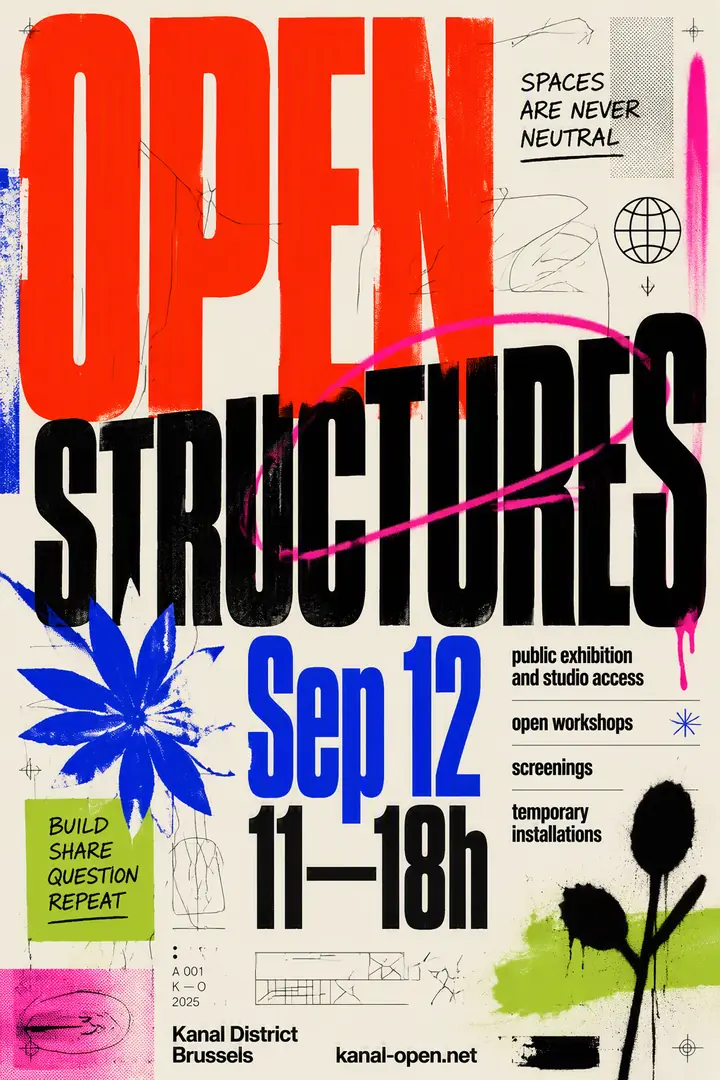 OPEN
SPACES
ARE NEVER
NEUTRAL
STRUCTURES
Sep 12
11—18h
public exhibition
and studio access
open workshops
screenings
temporary
installations
BUILD
SHARE
QUESTION
REPEAT
A 001
K — O
2025
Kanal District
Brussels
kanal-open.net